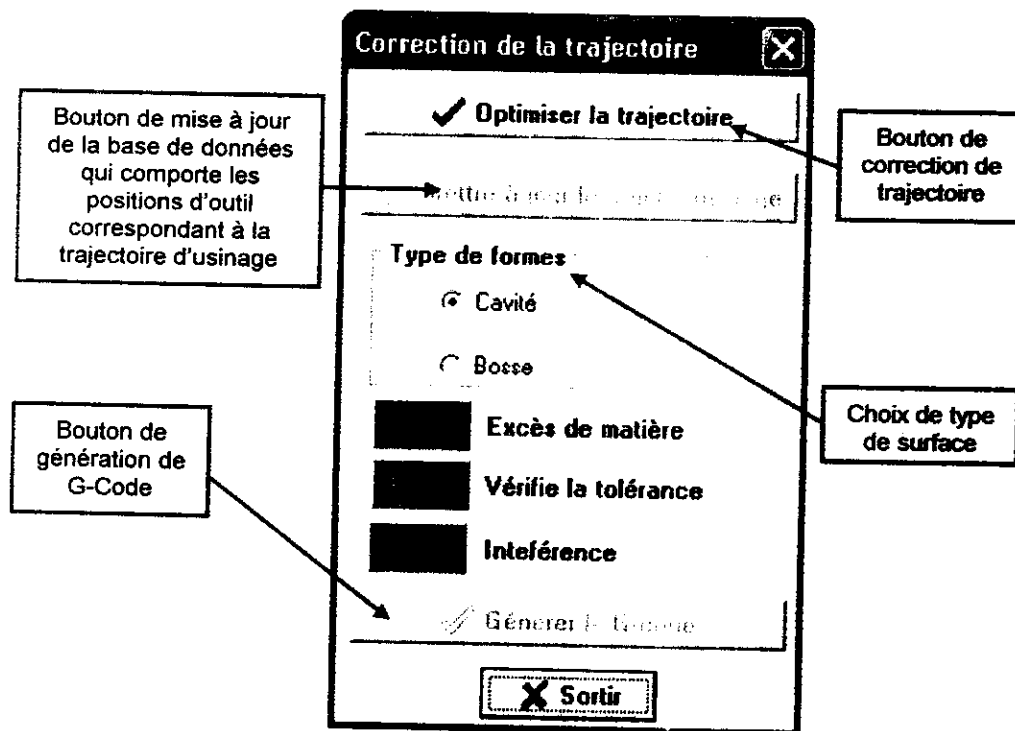 Correction de la trajectoire
Optimiser la trajectoire
Bouton de mise à jour
de la base de données
qui comporte les
positions d'outil
correspondant à la
trajectoire d'usinage
Bouton de
correction de
trajectoire
Type de formes
Cavité
Bosse
Choix de type
de surface
Bouton de
génération de
G-Code
Excès de matière
Vérifie la tolérance
Inteférence
Génerer
Sortir